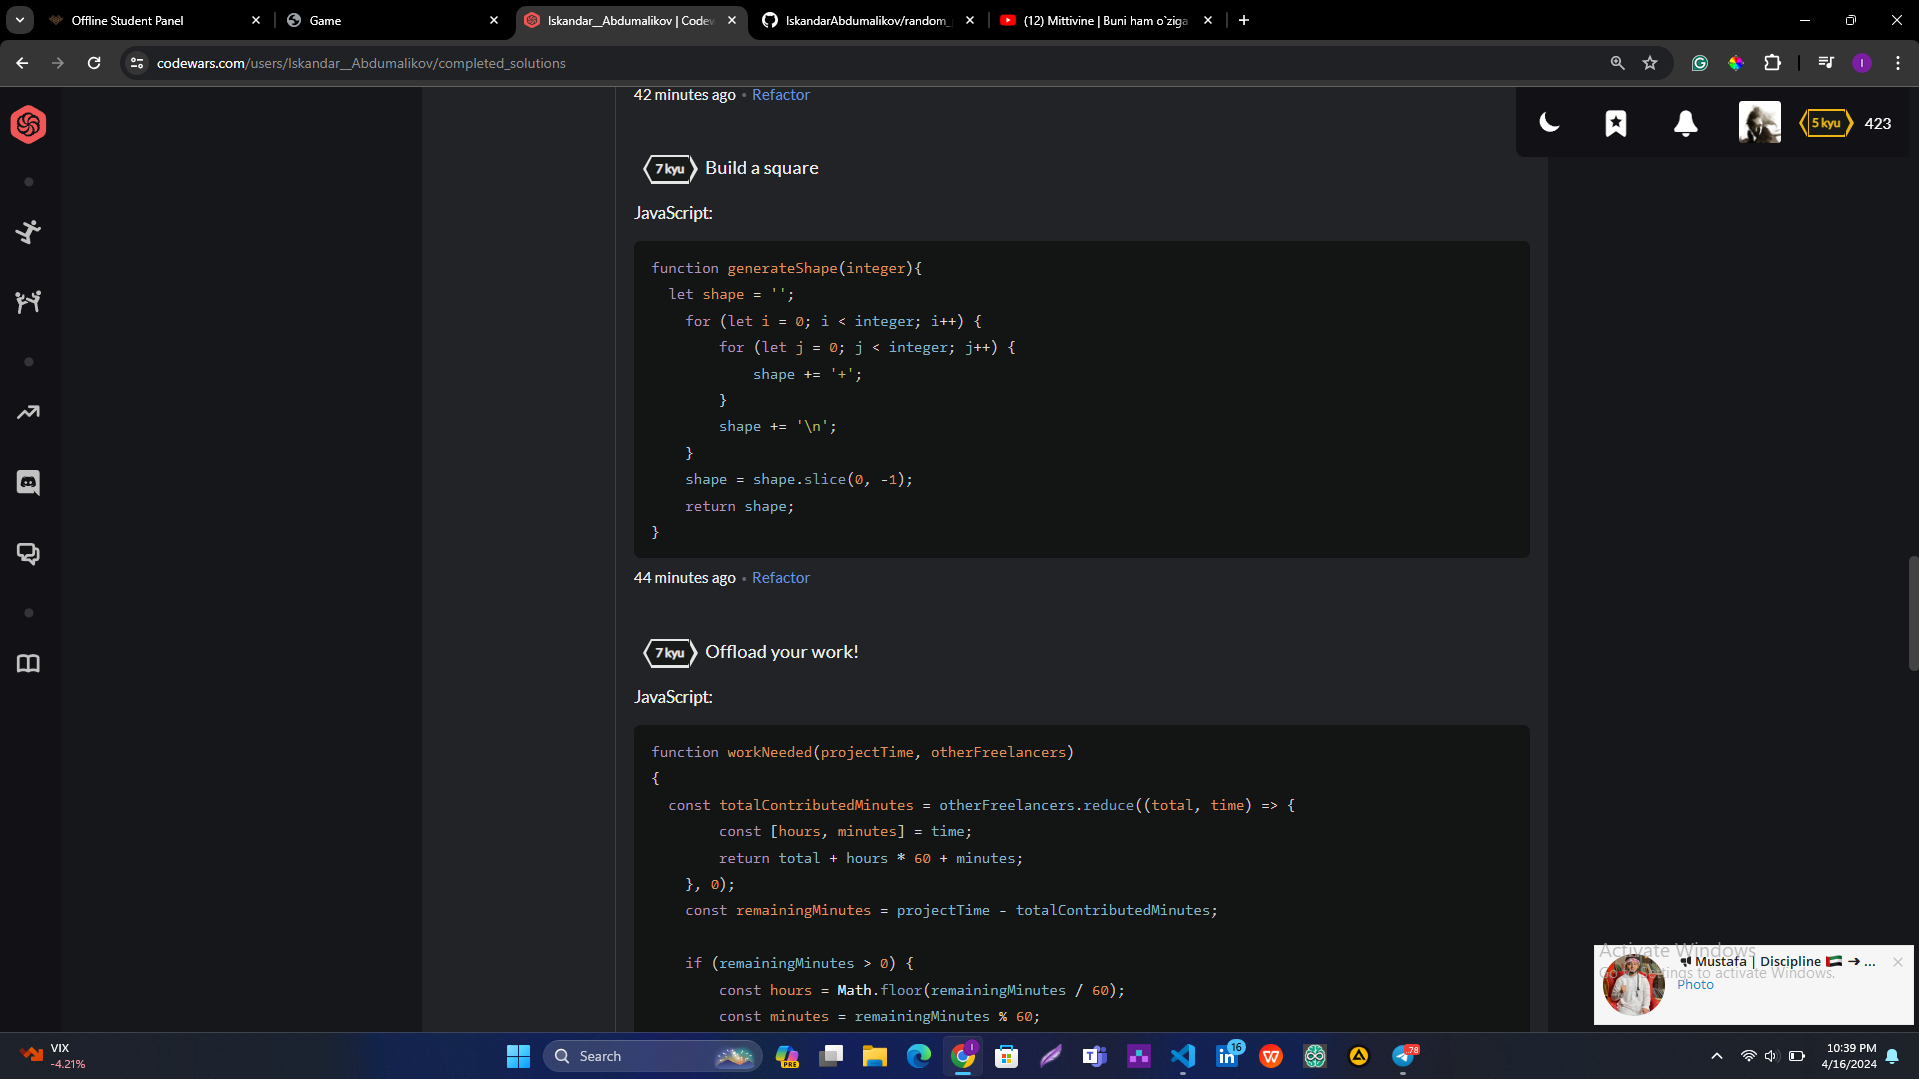 Offline Student Panel
Game
Iskandar__Abdumalikov | Codew
IskandarAbdumalikov/random_
(12) Mittivine | Buni ham o`ziga
codewars.com/users/Iskandar__Abdumalikov/completed_solutions
I
42 minutes ago • Refactor
5 kyu
423
7 kyu Build a square
JavaScript:
function generateShape(integer){
  let shape = '';
    for (let i = 0; i < integer; i++) {
        for (let j = 0; j < integer; j++) {
            shape += '+';
        }
        shape += '\n';
    }
    shape = shape.slice(0, -1);
    return shape;
}
44 minutes ago • Refactor
7 kyu Offload your work!
JavaScript:
function workNeeded(projectTime, otherFreelancers)
{
  const totalContributedMinutes = otherFreelancers.reduce((total, time) => {
        const [hours, minutes] = time;
        return total + hours * 60 + minutes;
    }, 0);
    const remainingMinutes = projectTime - totalContributedMinutes;
    if (remainingMinutes > 0) {
        const hours = Math.floor(remainingMinutes / 60);
        const minutes = remainingMinutes % 60;
Activate Windows
Mustafa | Discipline 🇦🇪 ➜ ...
Go to Settings to activate Windows.
Photo
VIX
-4.21%
Search
PRE
16
78
10:39 PM
4/16/2024